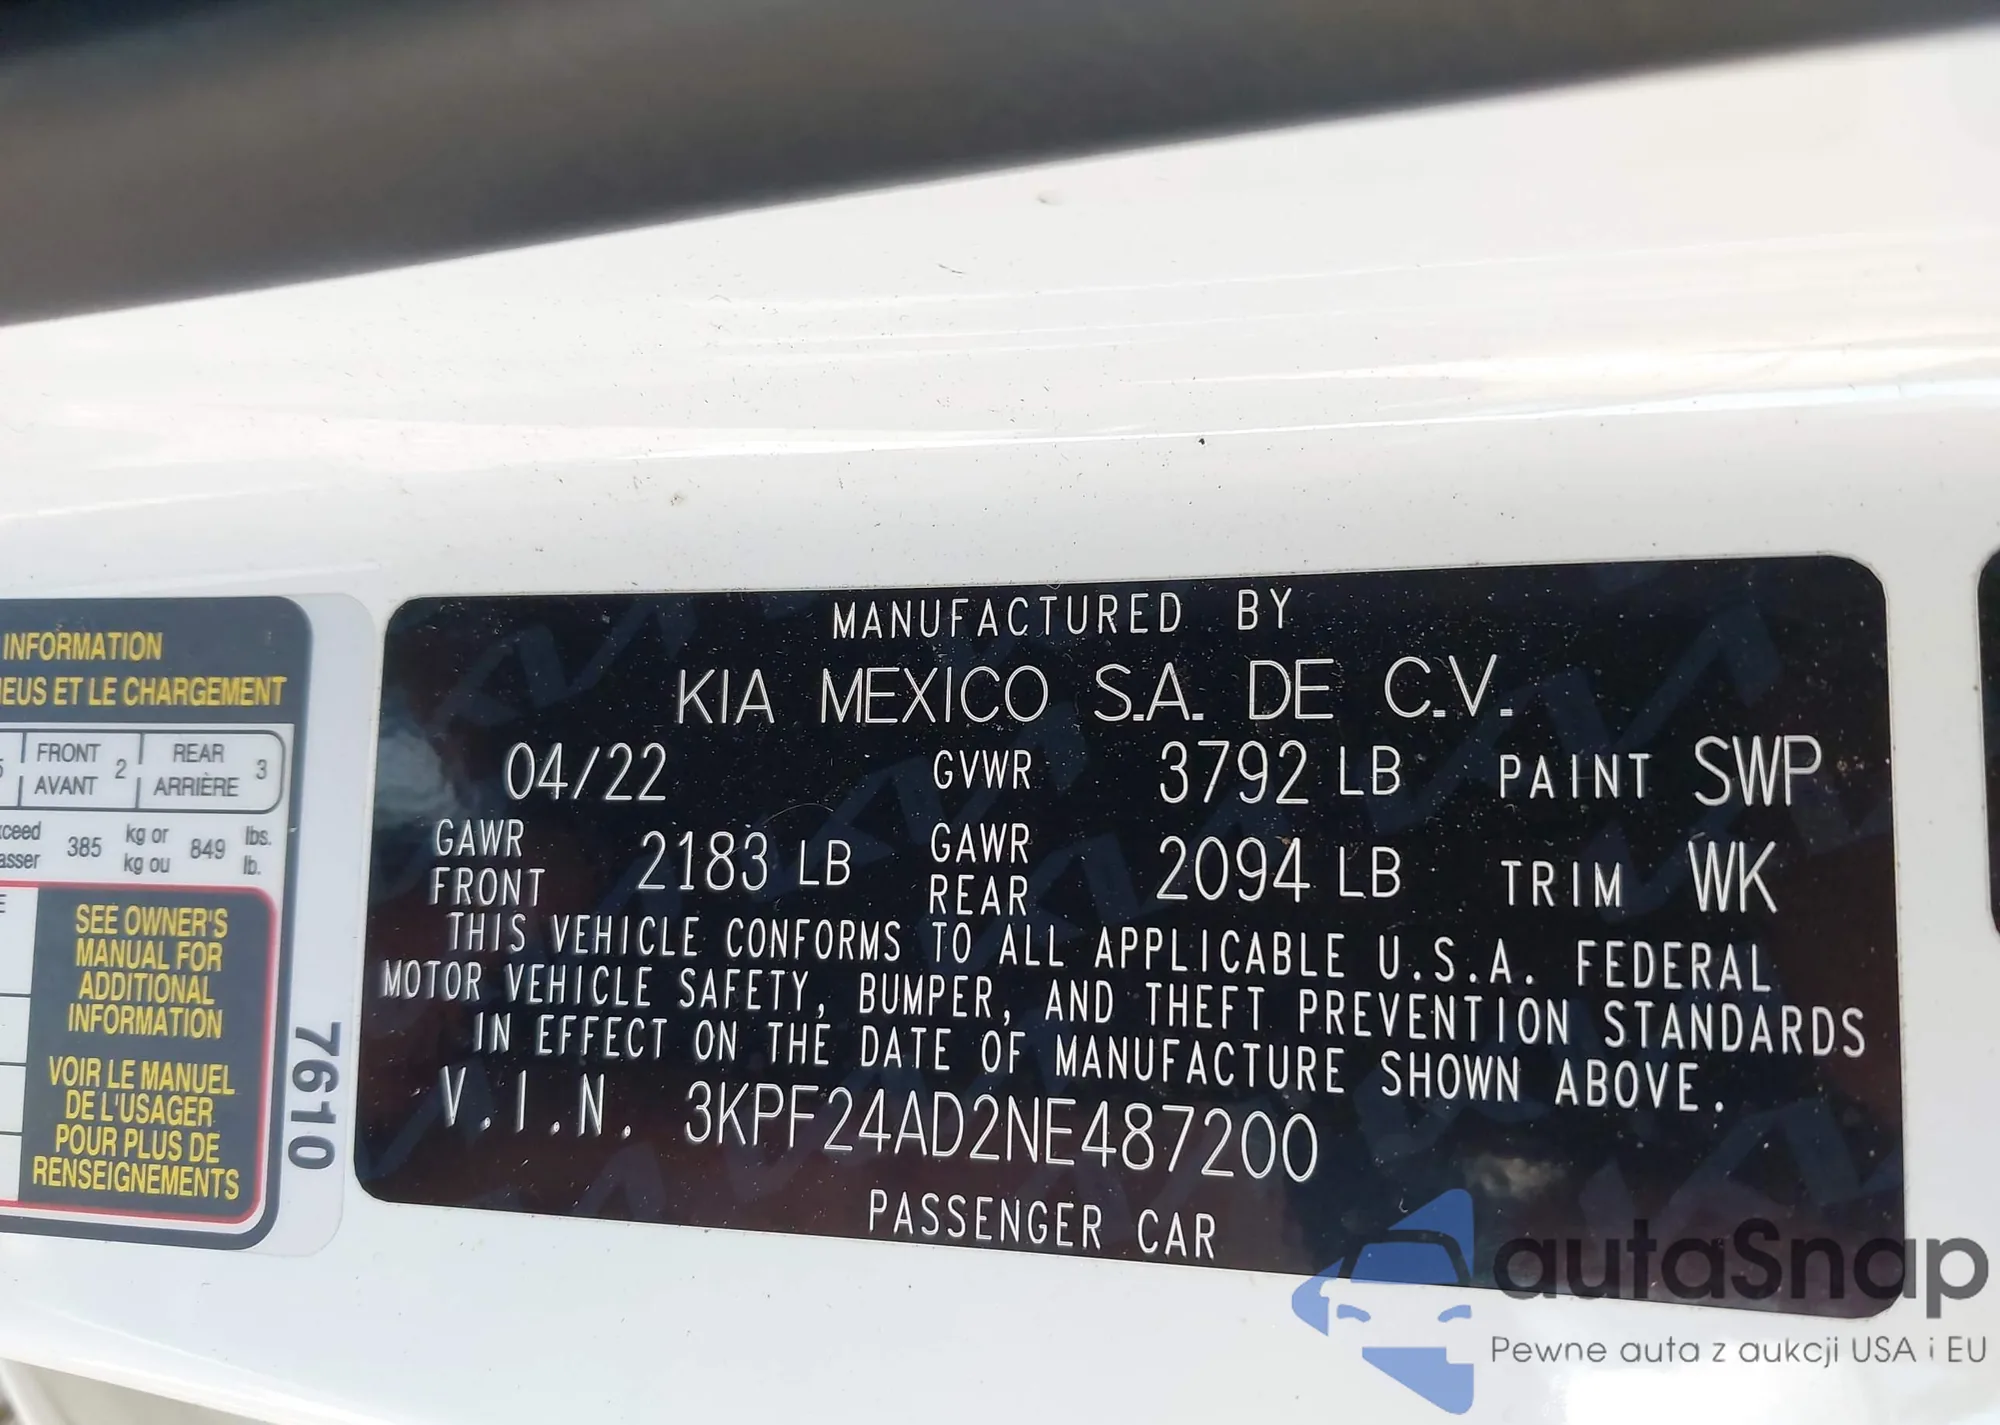 INFORMATION
ET LE CHARGEMENT
FRONT 2 REAR 3
AVANT ARRIÈRE
385 kg or 849 lbs.
kg ou lb.
SEE OWNER'S
MANUAL FOR
ADDITIONAL
INFORMATION
VOIR LE MANUEL
DE L'USAGER
POUR PLUS DE
RENSEIGNEMENTS
7610
MANUFACTURED BY
KIA MEXICO S.A. DE C.V.
04/22 GVWR 3792 LB PAINT SWP
GAWR FRONT 2183 LB GAWR REAR 2094 LB TRIM WK
THIS VEHICLE CONFORMS TO ALL APPLICABLE U.S.A. FEDERAL
MOTOR VEHICLE SAFETY, BUMPER, AND THEFT PREVENTION STANDARDS
IN EFFECT ON THE DATE OF MANUFACTURE SHOWN ABOVE.
V.I.N. 3KPF24AD2NE487200
PASSENGER CAR
autaSnap
Pewne auta z aukcji USA i EU